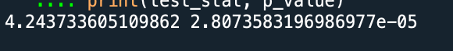 ....: print(test_stat, p_value)
4.243733605109862 2.8073583196986977e-05